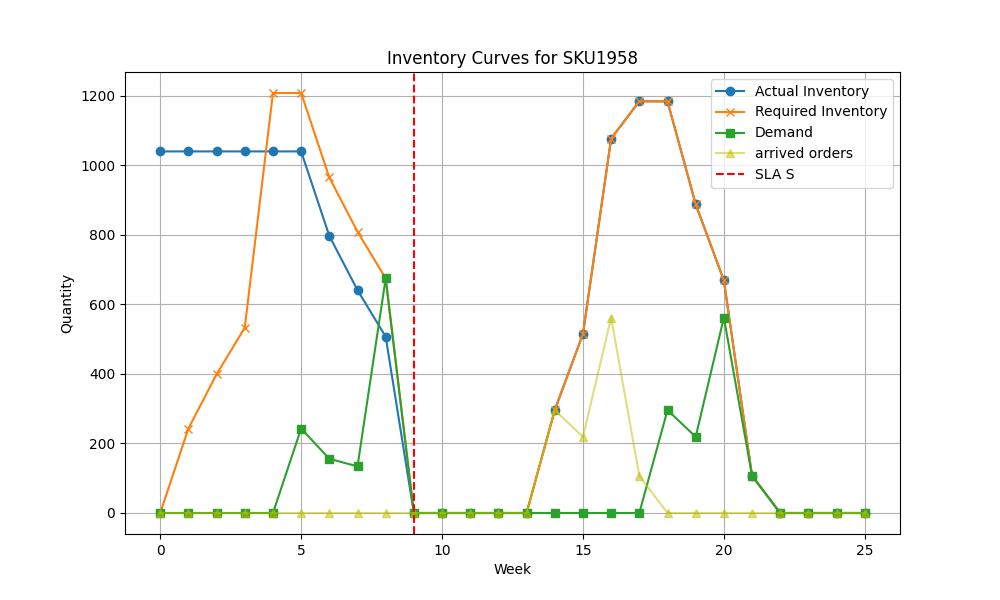 Inventory Curves for SKU1958
Actual Inventory
Required Inventory
Demand
arrived orders
SLA S
Quantity
1200
1000
800
600
400
200
0
0 5 10 15 20 25
Week